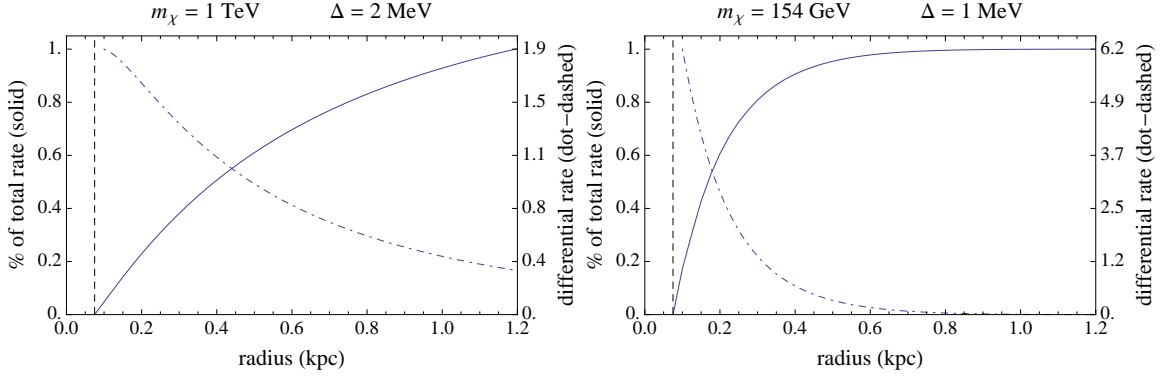 mχ = 1 TeV Δ = 2 MeV
% of total rate (solid)
1.
0.8
0.6
0.4
0.2
0.
1.9
1.5
1.1
0.8
0.4
0.
differential rate (dot−dashed)
0.0 0.2 0.4 0.6 0.8 1.0 1.2
radius (kpc)
mχ = 154 GeV Δ = 1 MeV
% of total rate (solid)
1.
0.8
0.6
0.4
0.2
0.
6.2
4.9
3.7
2.5
1.2
0.
differential rate (dot−dashed)
0.0 0.2 0.4 0.6 0.8 1.0 1.2
radius (kpc)